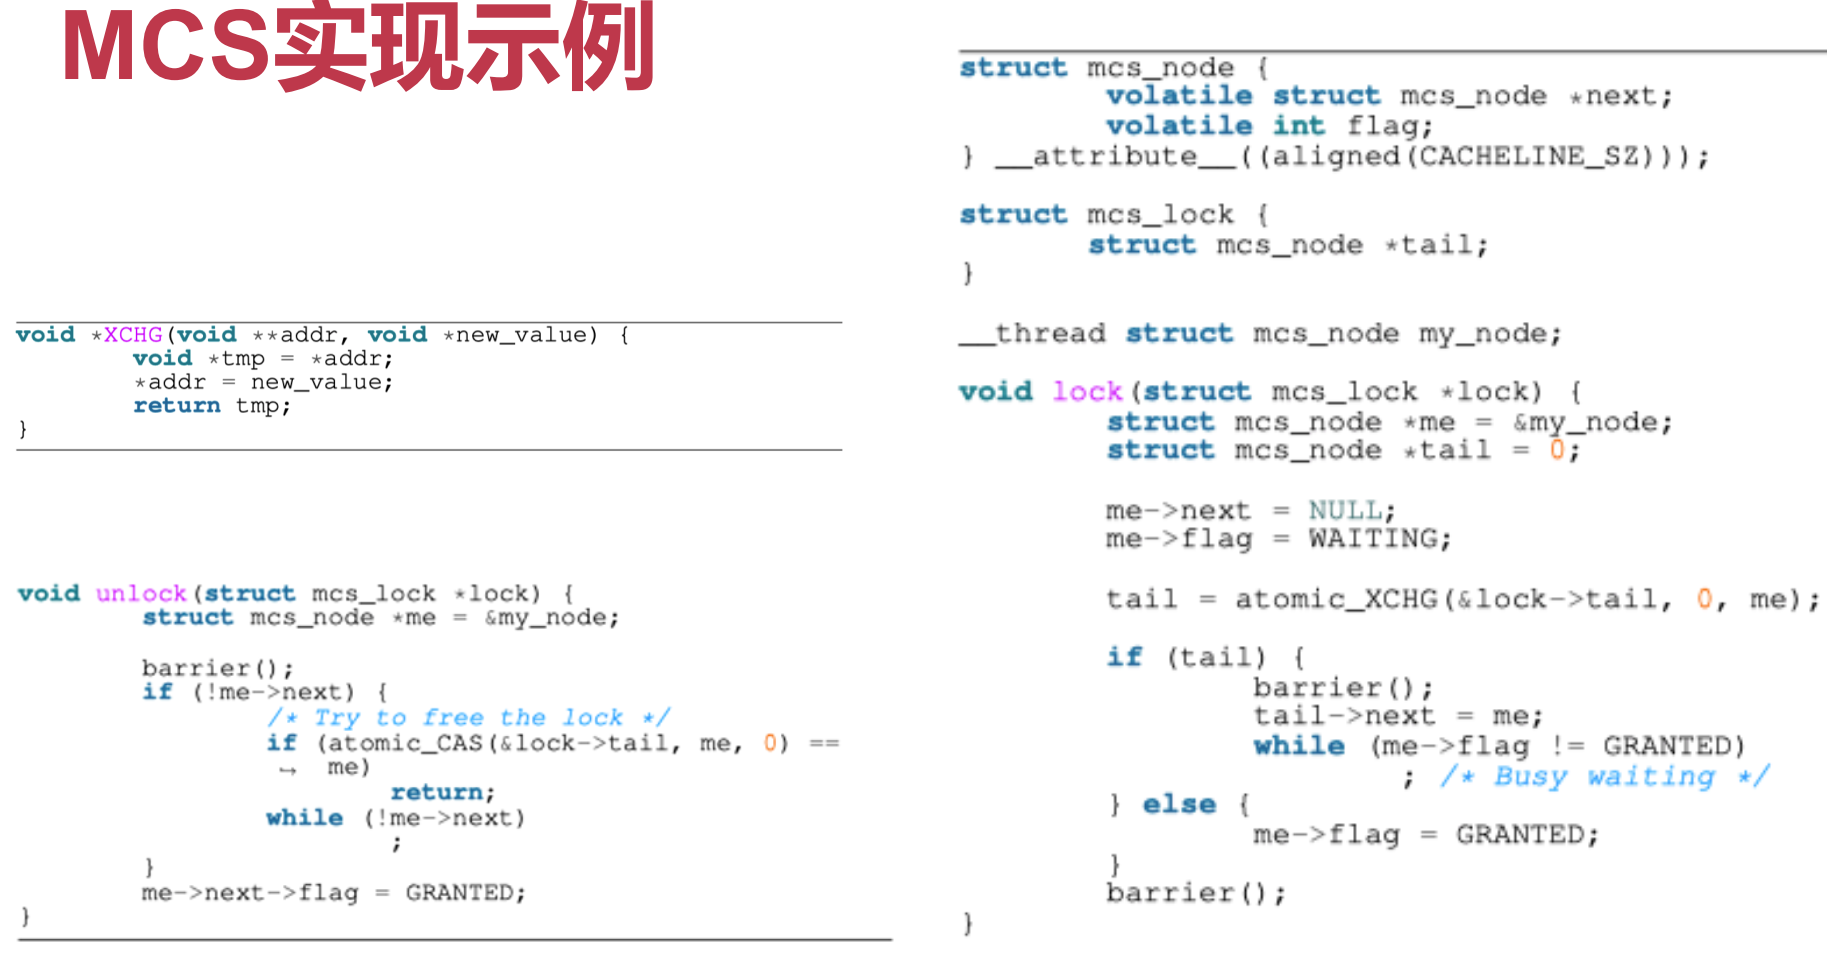 MCS实现示例
void *XCHG(void **addr, void *new_value) {
void *tmp = *addr;
*addr = new_value;
return tmp;
}
void unlock(struct mcs_lock *lock) {
struct mcs_node *me = &my_node;
barrier();
if (!me->next) {
/* Try to free the lock */
if (atomic_CAS(&lock->tail, me, 0) ==
↪ me)
return;
while (!me->next)
;
}
me->next->flag = GRANTED;
}
struct mcs_node {
volatile struct mcs_node *next;
volatile int flag;
} __attribute__((aligned(CACHELINE_SZ)));
struct mcs_lock {
struct mcs_node *tail;
}
__thread struct mcs_node my_node;
void lock(struct mcs_lock *lock) {
struct mcs_node *me = &my_node;
struct mcs_node *tail = 0;
me->next = NULL;
me->flag = WAITING;
tail = atomic_XCHG(&lock->tail, 0, me);
if (tail) {
barrier();
tail->next = me;
while (me->flag != GRANTED)
; /* Busy waiting */
} else {
me->flag = GRANTED;
}
barrier();
}